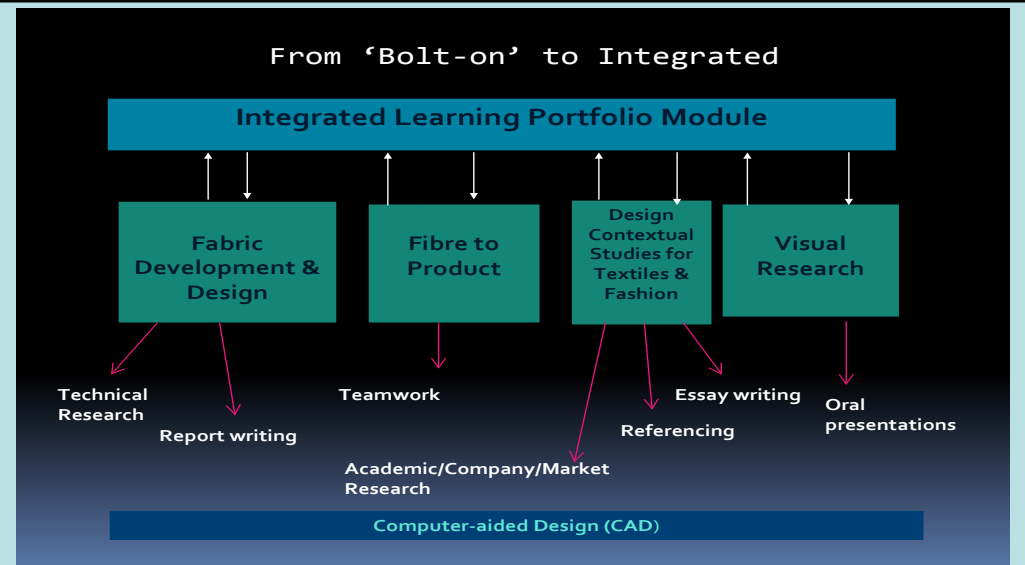 From ‘Bolt-on’ to Integrated
Integrated Learning Portfolio Module
Fabric
Development &
Design
Fibre to
Product
Design
Contextual
Studies for
Textiles &
Fashion
Visual
Research
Technical
Research
Report writing
Teamwork
Academic/Company/Market
Research
Referencing
Essay writing
Oral
presentations
Computer-aided Design (CAD)